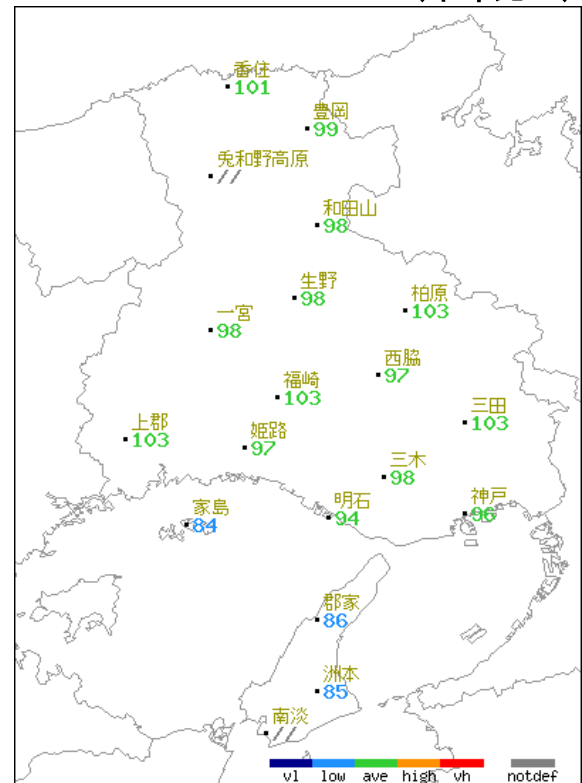 香住
101
豊岡
99
兎和野高原
//
和田山
98
生野
98
柏原
103
一宮
98
西脇
97
福崎
103
三田
103
上郡
103
姫路
97
三木
98
家島
84
明石
94
神戸
96
郡家
86
洲本
85
南淡
//
vl low ave high vh notdef